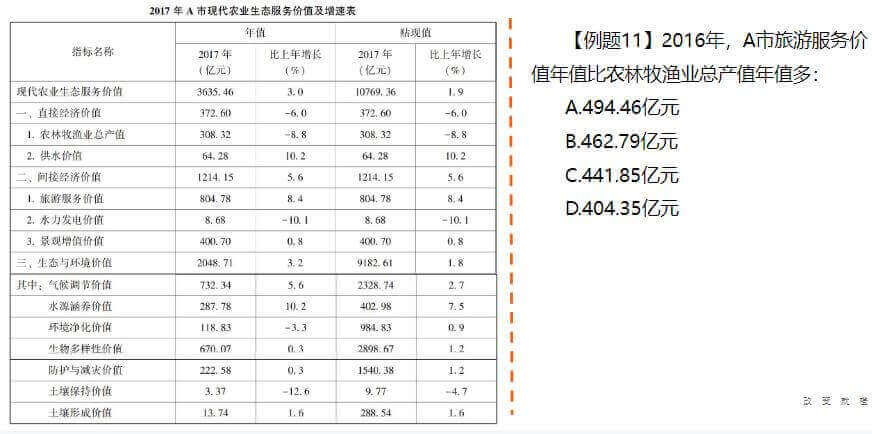 2017 年 A 市现代农业生态服务价值及增速表
指标名称 年值 贴现值
2017 年(亿元) 比上年增长(%) 2017 年(亿元) 比上年增长(%)
现代农业生态服务价值 3635.46 3.0 10769.36 1.9
一、直接经济价值 372.60 -6.0 372.60 -6.0
1. 农林牧渔业总产值 308.32 -8.8 308.32 -8.8
2. 供水价值 64.28 10.2 64.28 10.2
二、间接经济价值 1214.15 5.6 1214.15 5.6
1. 旅游服务价值 804.78 8.4 804.78 8.4
2. 水力发电价值 8.68 -10.1 8.68 -10.1
3. 景观增值价值 400.70 0.8 400.70 0.8
三、生态与环境价值 2048.71 3.2 9182.61 1.8
其中: 气候调节价值 732.34 5.6 2328.74 2.7
水源涵养价值 287.78 10.2 402.98 7.5
环境净化价值 118.83 -3.3 984.83 0.9
生物多样性价值 670.07 0.3 2898.67 1.2
防护与减灾价值 222.58 0.3 1540.38 1.2
土壤保持价值 3.37 -12.6 9.77 -4.7
土壤形成价值 13.74 1.6 288.54 1.6
【例题11】2016年，A市旅游服务价
值年值比农林牧渔业总产值年值多：
A.494.46亿元
B.462.79亿元
C.441.85亿元
D.404.35亿元